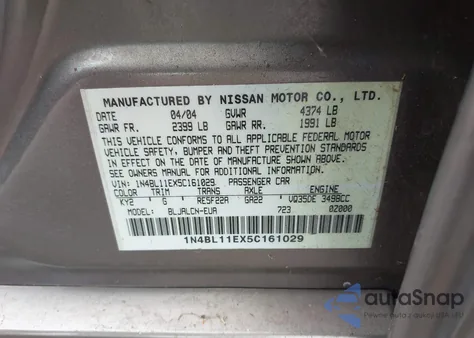 MANUFACTURED BY NISSAN MOTOR CO., LTD.
DATE 04/04 GVWR 4374 LB
GAWR FR. 2399 LB GAWR RR. 1991 LB
THIS VEHICLE CONFORMS TO ALL APPLICABLE FEDERAL MOTOR
VEHICLE SAFETY, BUMPER AND THEFT PREVENTION STANDARDS
IN EFFECT ON THE DATE OF MANUFACTURE SHOWN ABOVE.
SEE OWNERS MANUAL FOR ADDITIONAL INFORMATION
VIN: 1N4BL11EX5C161029 PASSENGER CAR
COLOR TRIM TRANS AXLE ENGINE
KY2 G RE5F22A GA22 VQ35DE 3498CC
MODEL: BLJALCN-EUA 723 0Z000
1N4BL11EX5C161029
autoSnap